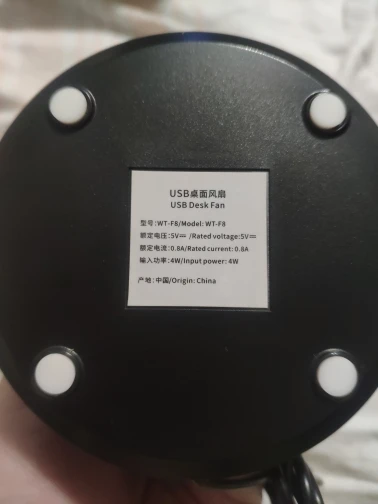 USB桌面风扇
USB Desk Fan
型号:WT-F8/Model: WT-F8
额定电压:5V⎓ /Rated voltage:5V⎓
额定电流:0.8A/Rated current: 0.8A
输入功率:4W/Input power: 4W
产地:中国/Origin: China